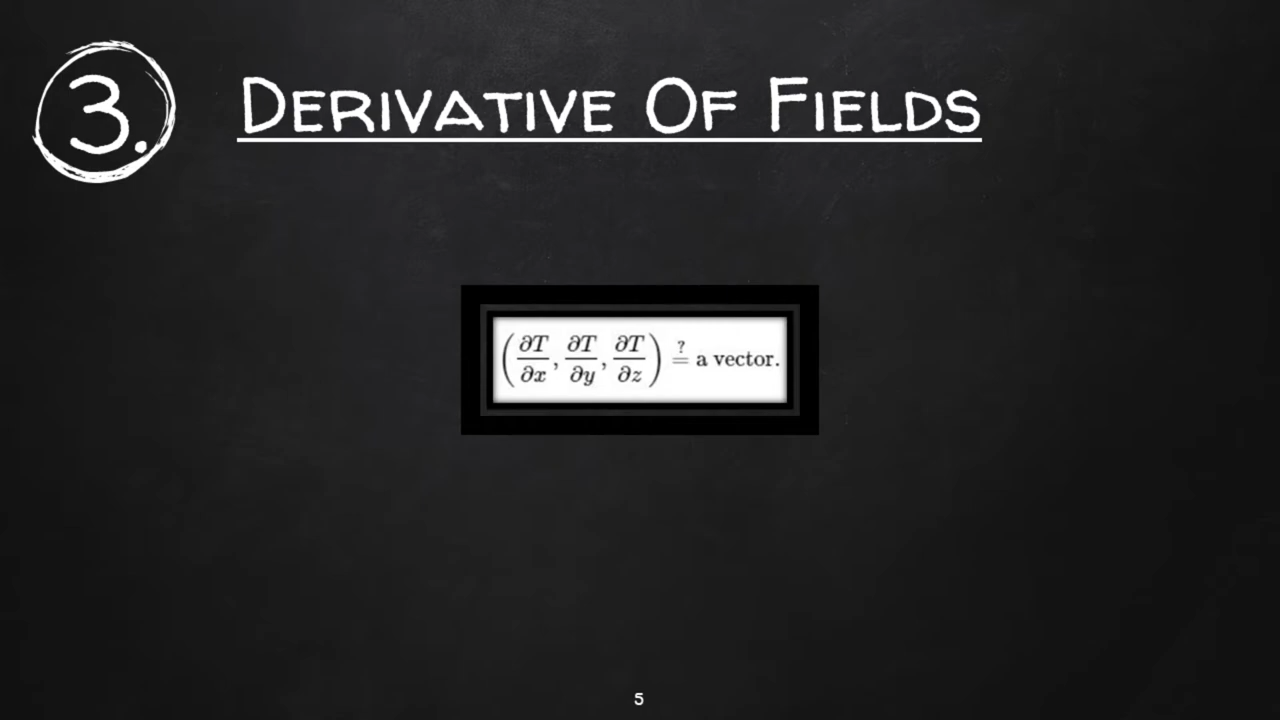 3.
Derivative Of Fields
(∂T/∂x, ∂T/∂y, ∂T/∂z) ≟ a vector.
5